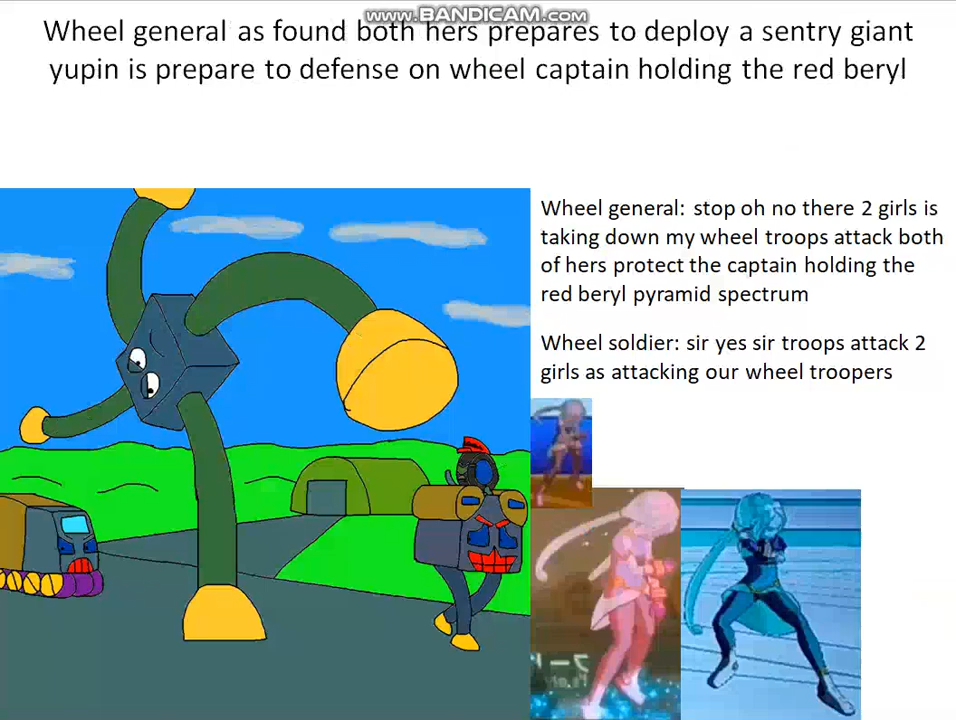 www.BANDICAM.com
Wheel general as found both hers prepares to deploy a sentry giant
yupin is prepare to defense on wheel captain holding the red beryl
Wheel general: stop oh no there 2 girls is
taking down my wheel troops attack both
of hers protect the captain holding the
red beryl pyramid spectrum
Wheel soldier: sir yes sir troops attack 2
girls as attacking our wheel troopers